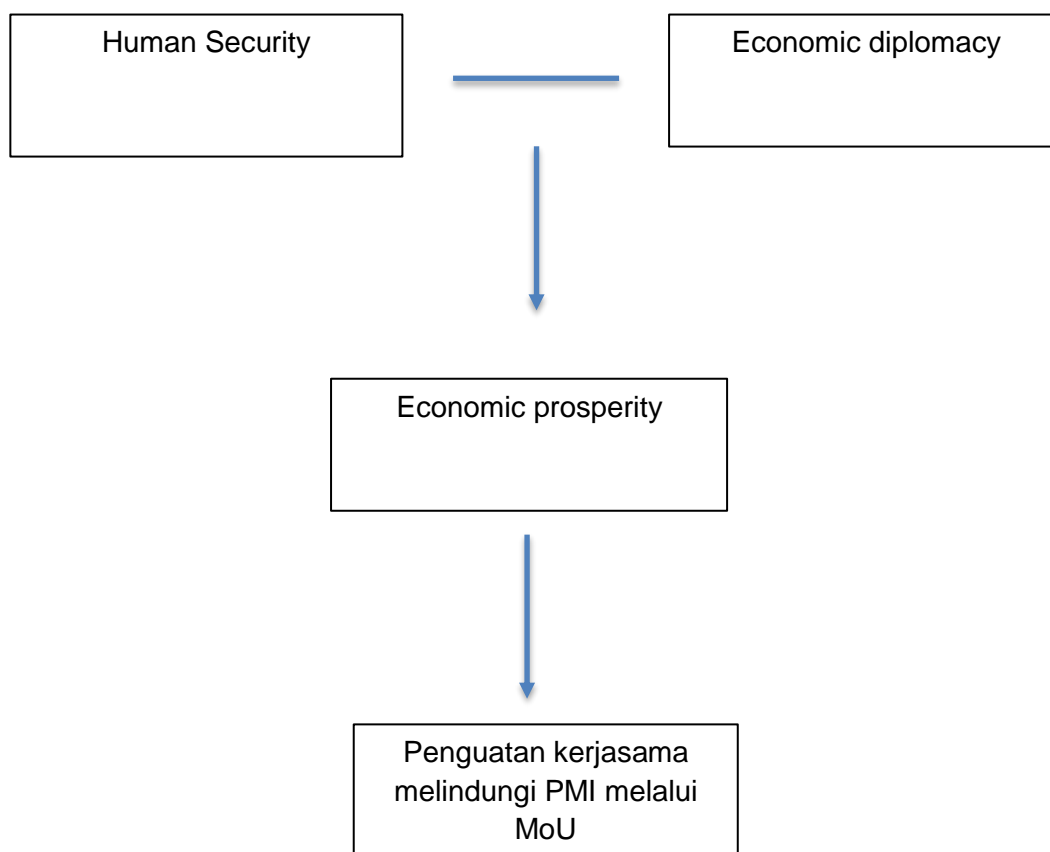 Human Security
Economic diplomacy
Economic prosperity
Penguatan kerjasama
melindungi PMI melalui
MoU